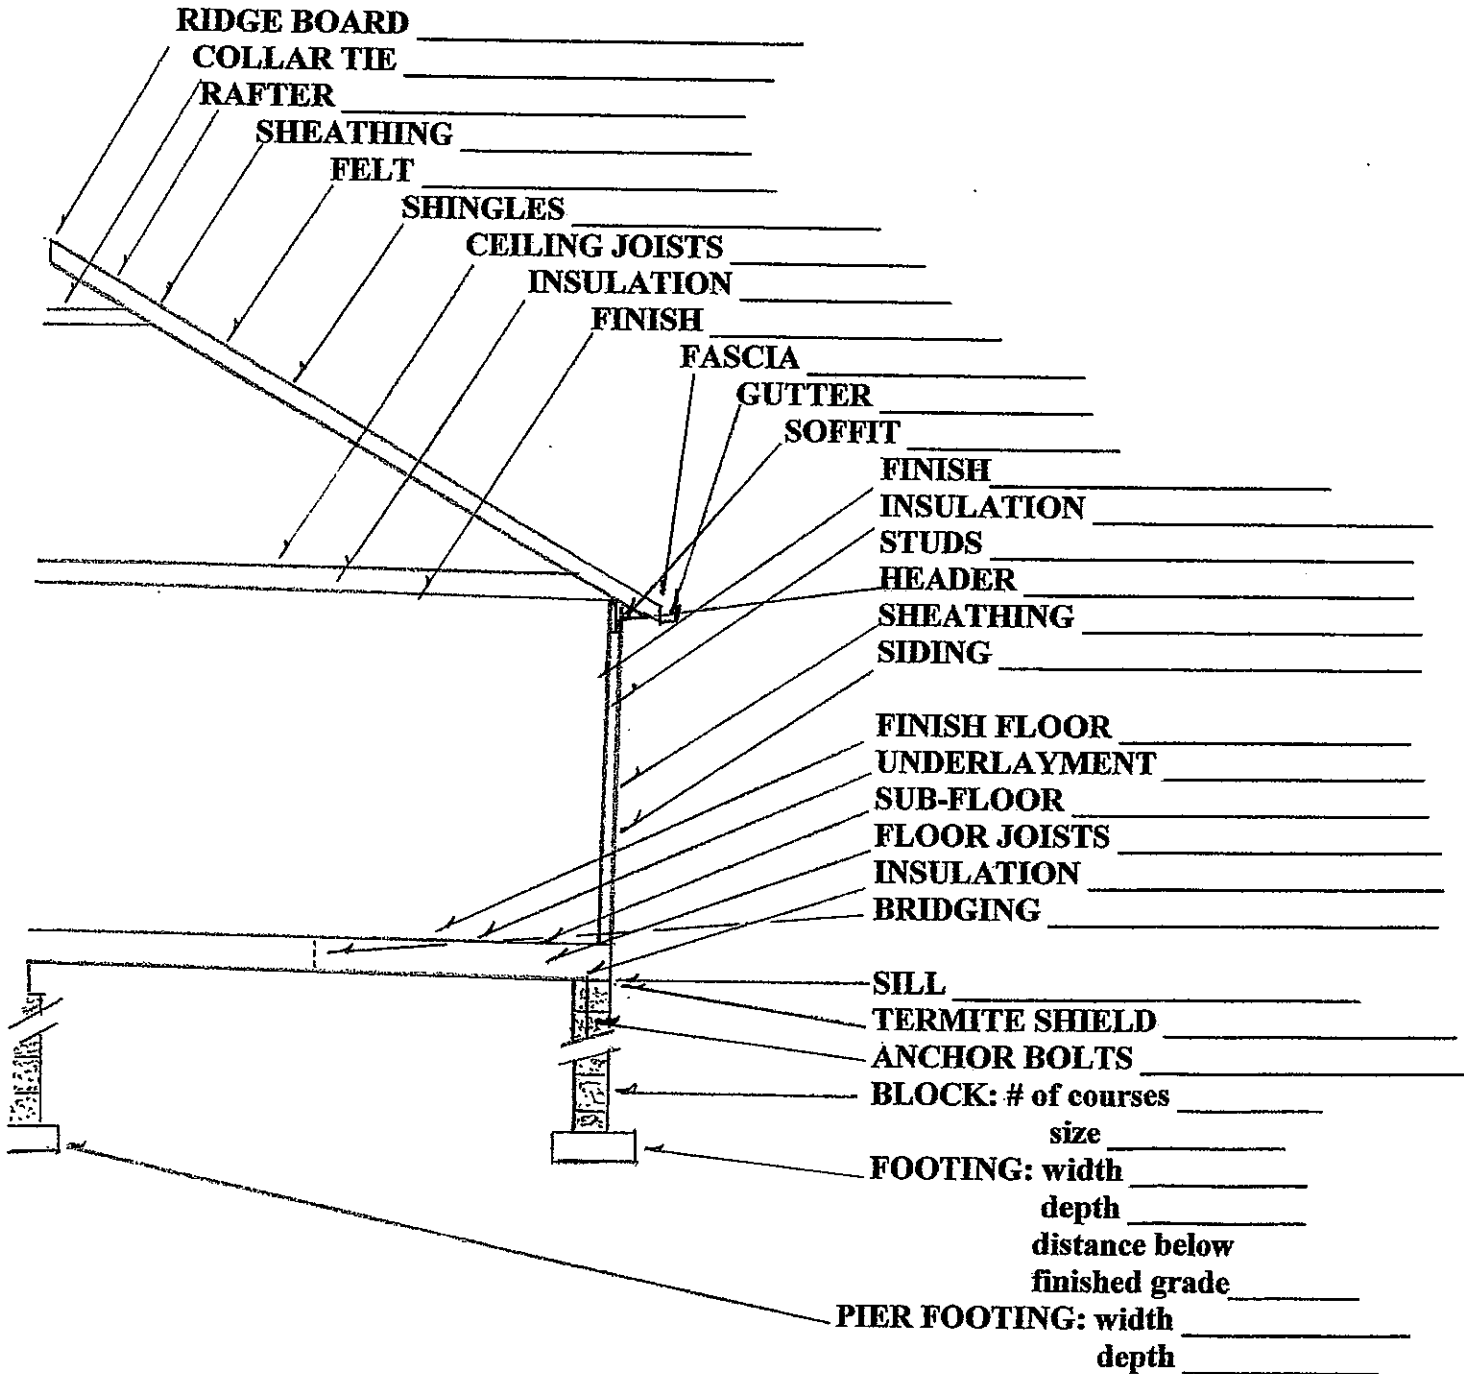 RIDGE BOARD
COLLAR TIE
RAFTER
SHEATHING
FELT
SHINGLES
CEILING JOISTS
INSULATION
FINISH
FASCIA
GUTTER
SOFFIT
FINISH
INSULATION
STUDS
HEADER
SHEATHING
SIDING
FINISH FLOOR
UNDERLAYMENT
SUB-FLOOR
FLOOR JOISTS
INSULATION
BRIDGING
SILL
TERMITE SHIELD
ANCHOR BOLTS
BLOCK: # of courses
size
FOOTING: width
depth
distance below
finished grade
PIER FOOTING: width
depth